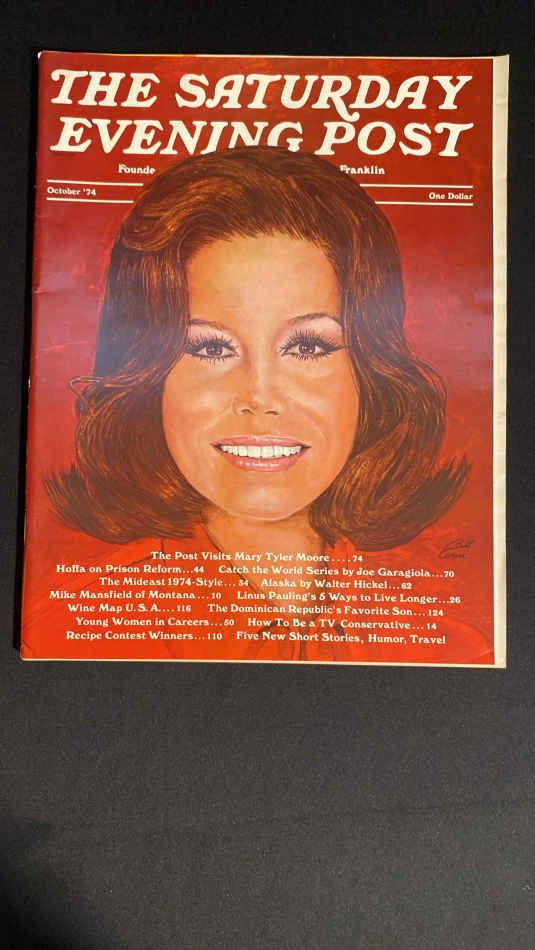 THE SATURDAY
EVENING POST
Founde Franklin
October '74 One Dollar
The Post Visits Mary Tyler Moore....74
Hoffa on Prison Reform...44 Catch the World Series by Joe Garagiola...70
The Mideast 1974-Style...34 Alaska by Walter Hickel...62
Mike Mansfield of Montana...10 Linus Pauling's 5 Ways to Live Longer...26
Wine Map U.S.A....116 The Dominican Republic's Favorite Son...124
Young Women in Careers...50 How To Be a TV Conservative...14
Recipe Contest Winners...110 Five New Short Stories, Humor, Travel